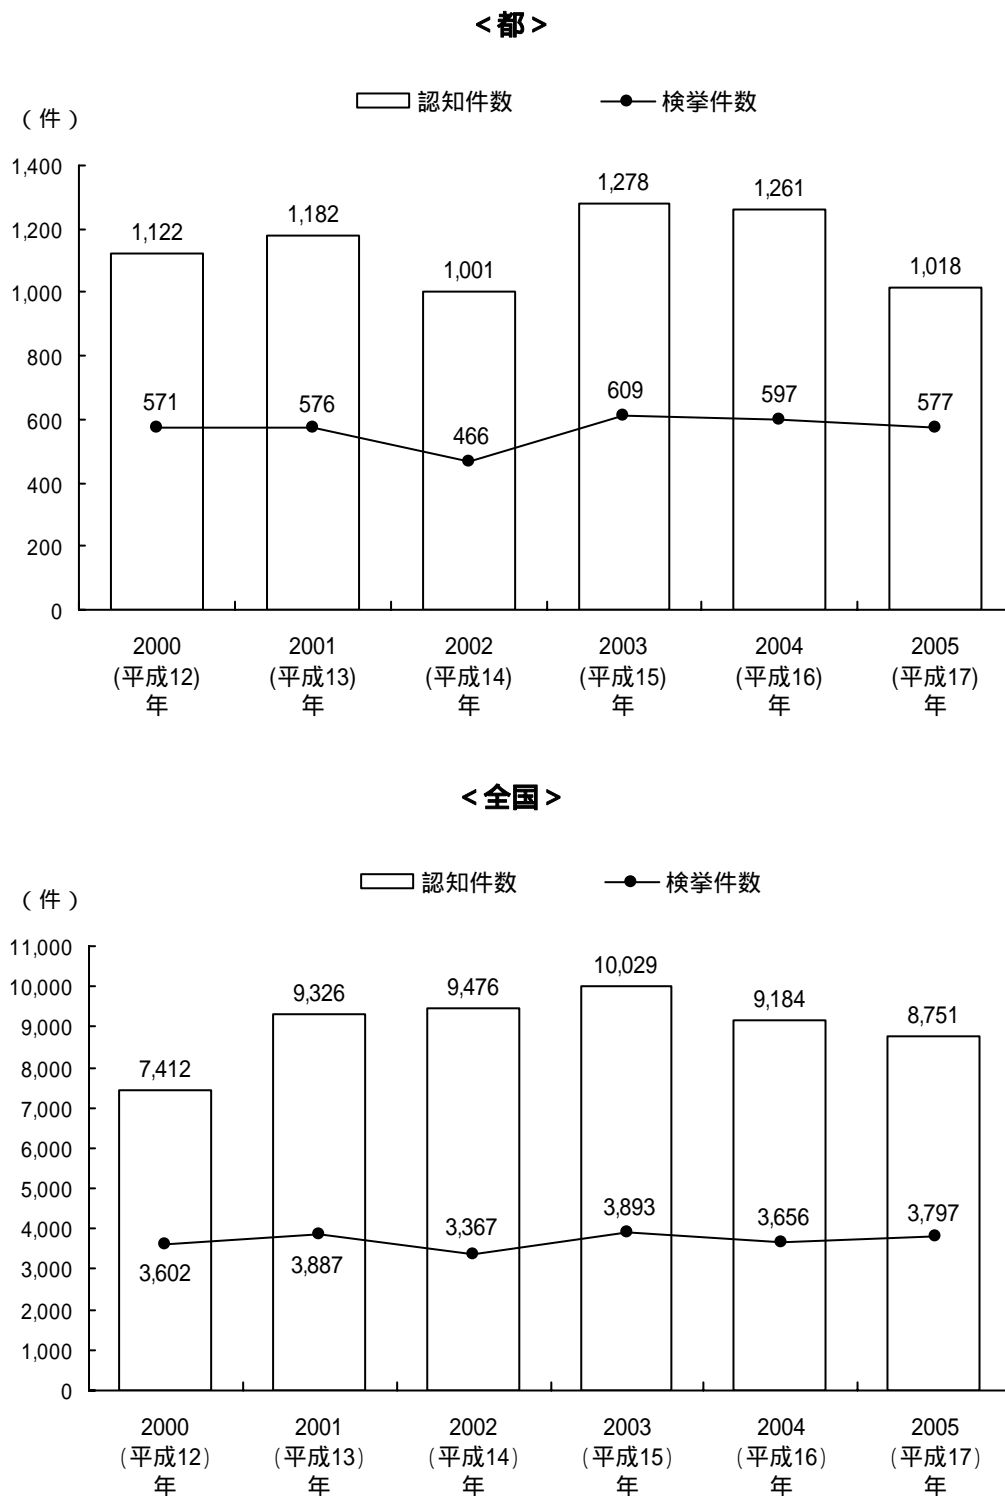 ＜都＞
認知件数 検挙件数
（件）
1,400
1,200
1,000
800
600
400
200
0
1,122 1,182 1,001 1,278 1,261 1,018
571 576 466 609 597 577
2000 2001 2002 2003 2004 2005
(平成12) (平成13) (平成14) (平成15) (平成16) (平成17)
年 年 年 年 年 年
＜全国＞
認知件数 検挙件数
（件）
11,000
10,000
9,000
8,000
7,000
6,000
5,000
4,000
3,000
2,000
1,000
0
7,412 9,326 9,476 10,029 9,184 8,751
3,602 3,887 3,367 3,893 3,656 3,797
2000 2001 2002 2003 2004 2005
(平成12) (平成13) (平成14) (平成15) (平成16) (平成17)
年 年 年 年 年 年